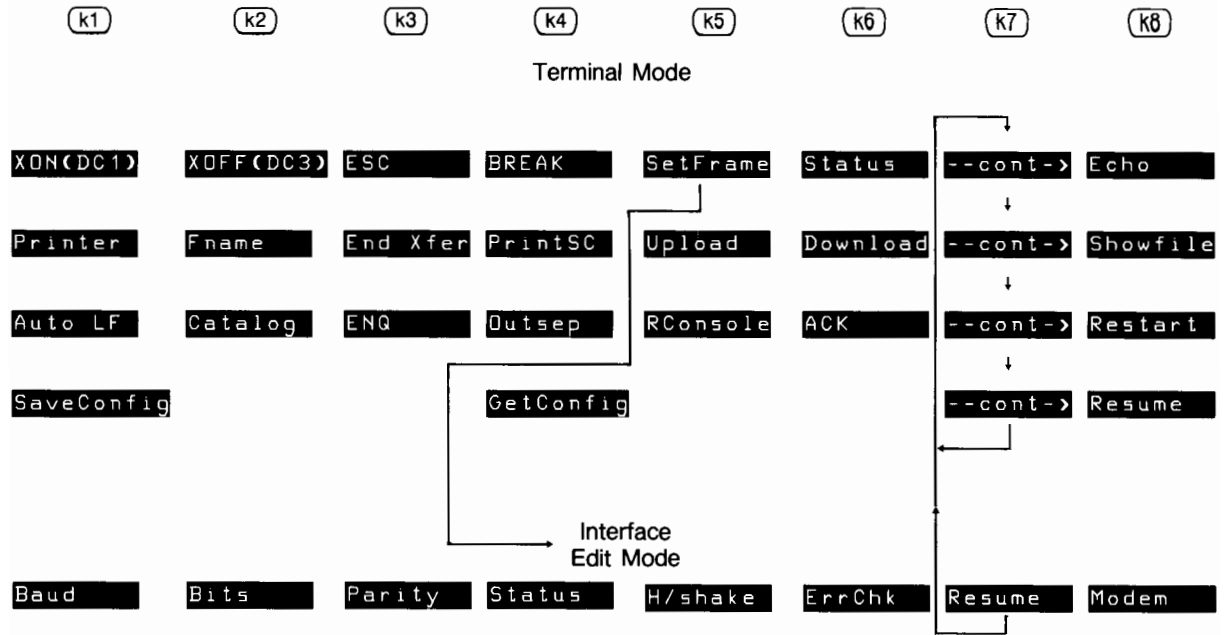 k1 k2 k3 k4 k5 k6 k7 k8
Terminal Mode
XON(DC1) XOFF(DC3) ESC BREAK SetFrame Status --cont-> Echo
Printer Fname End Xfer PrintSC Upload Download --cont-> Showfile
Auto LF Catalog ENQ Outsep RConsole ACK --cont-> Restart
SaveConfig GetConfig --cont-> Resume
Interface
Edit Mode
Baud Bits Parity Status H/shake ErrChk Resume Modem